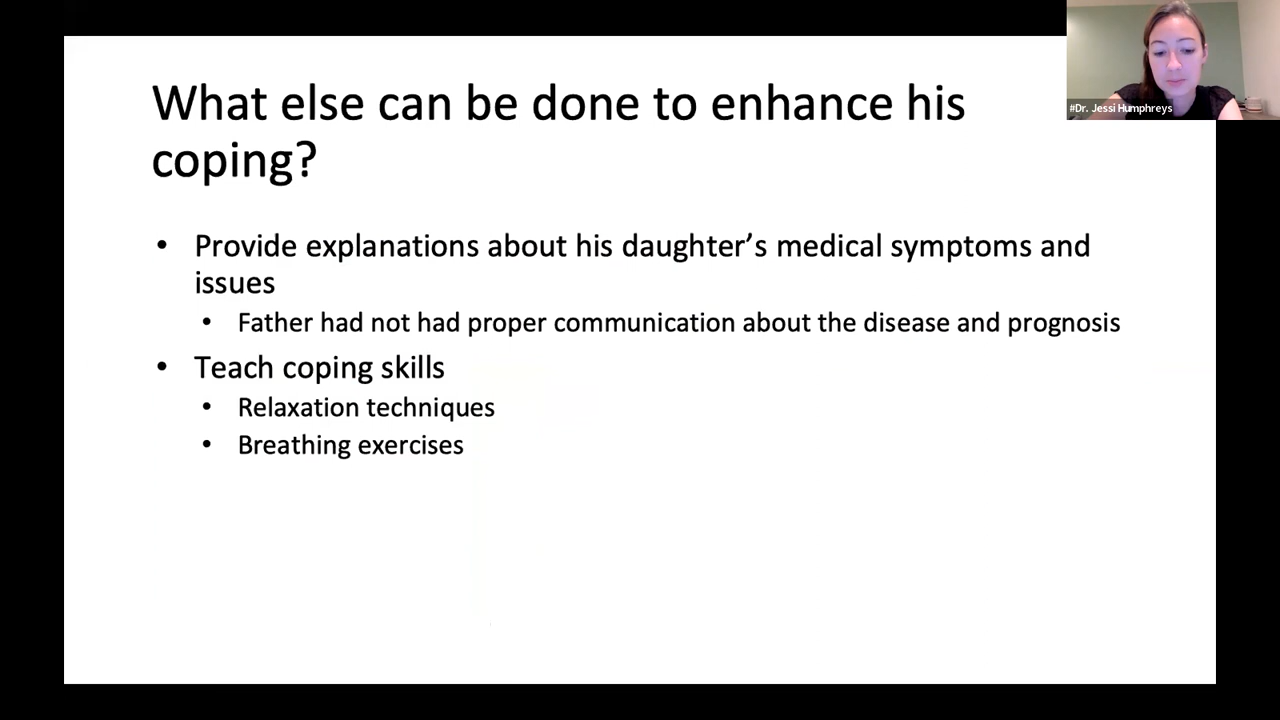 #Dr. Jessi Humphreys
What else can be done to enhance his
coping?
• Provide explanations about his daughter’s medical symptoms and
issues
• Father had not had proper communication about the disease and prognosis
• Teach coping skills
• Relaxation techniques
• Breathing exercises